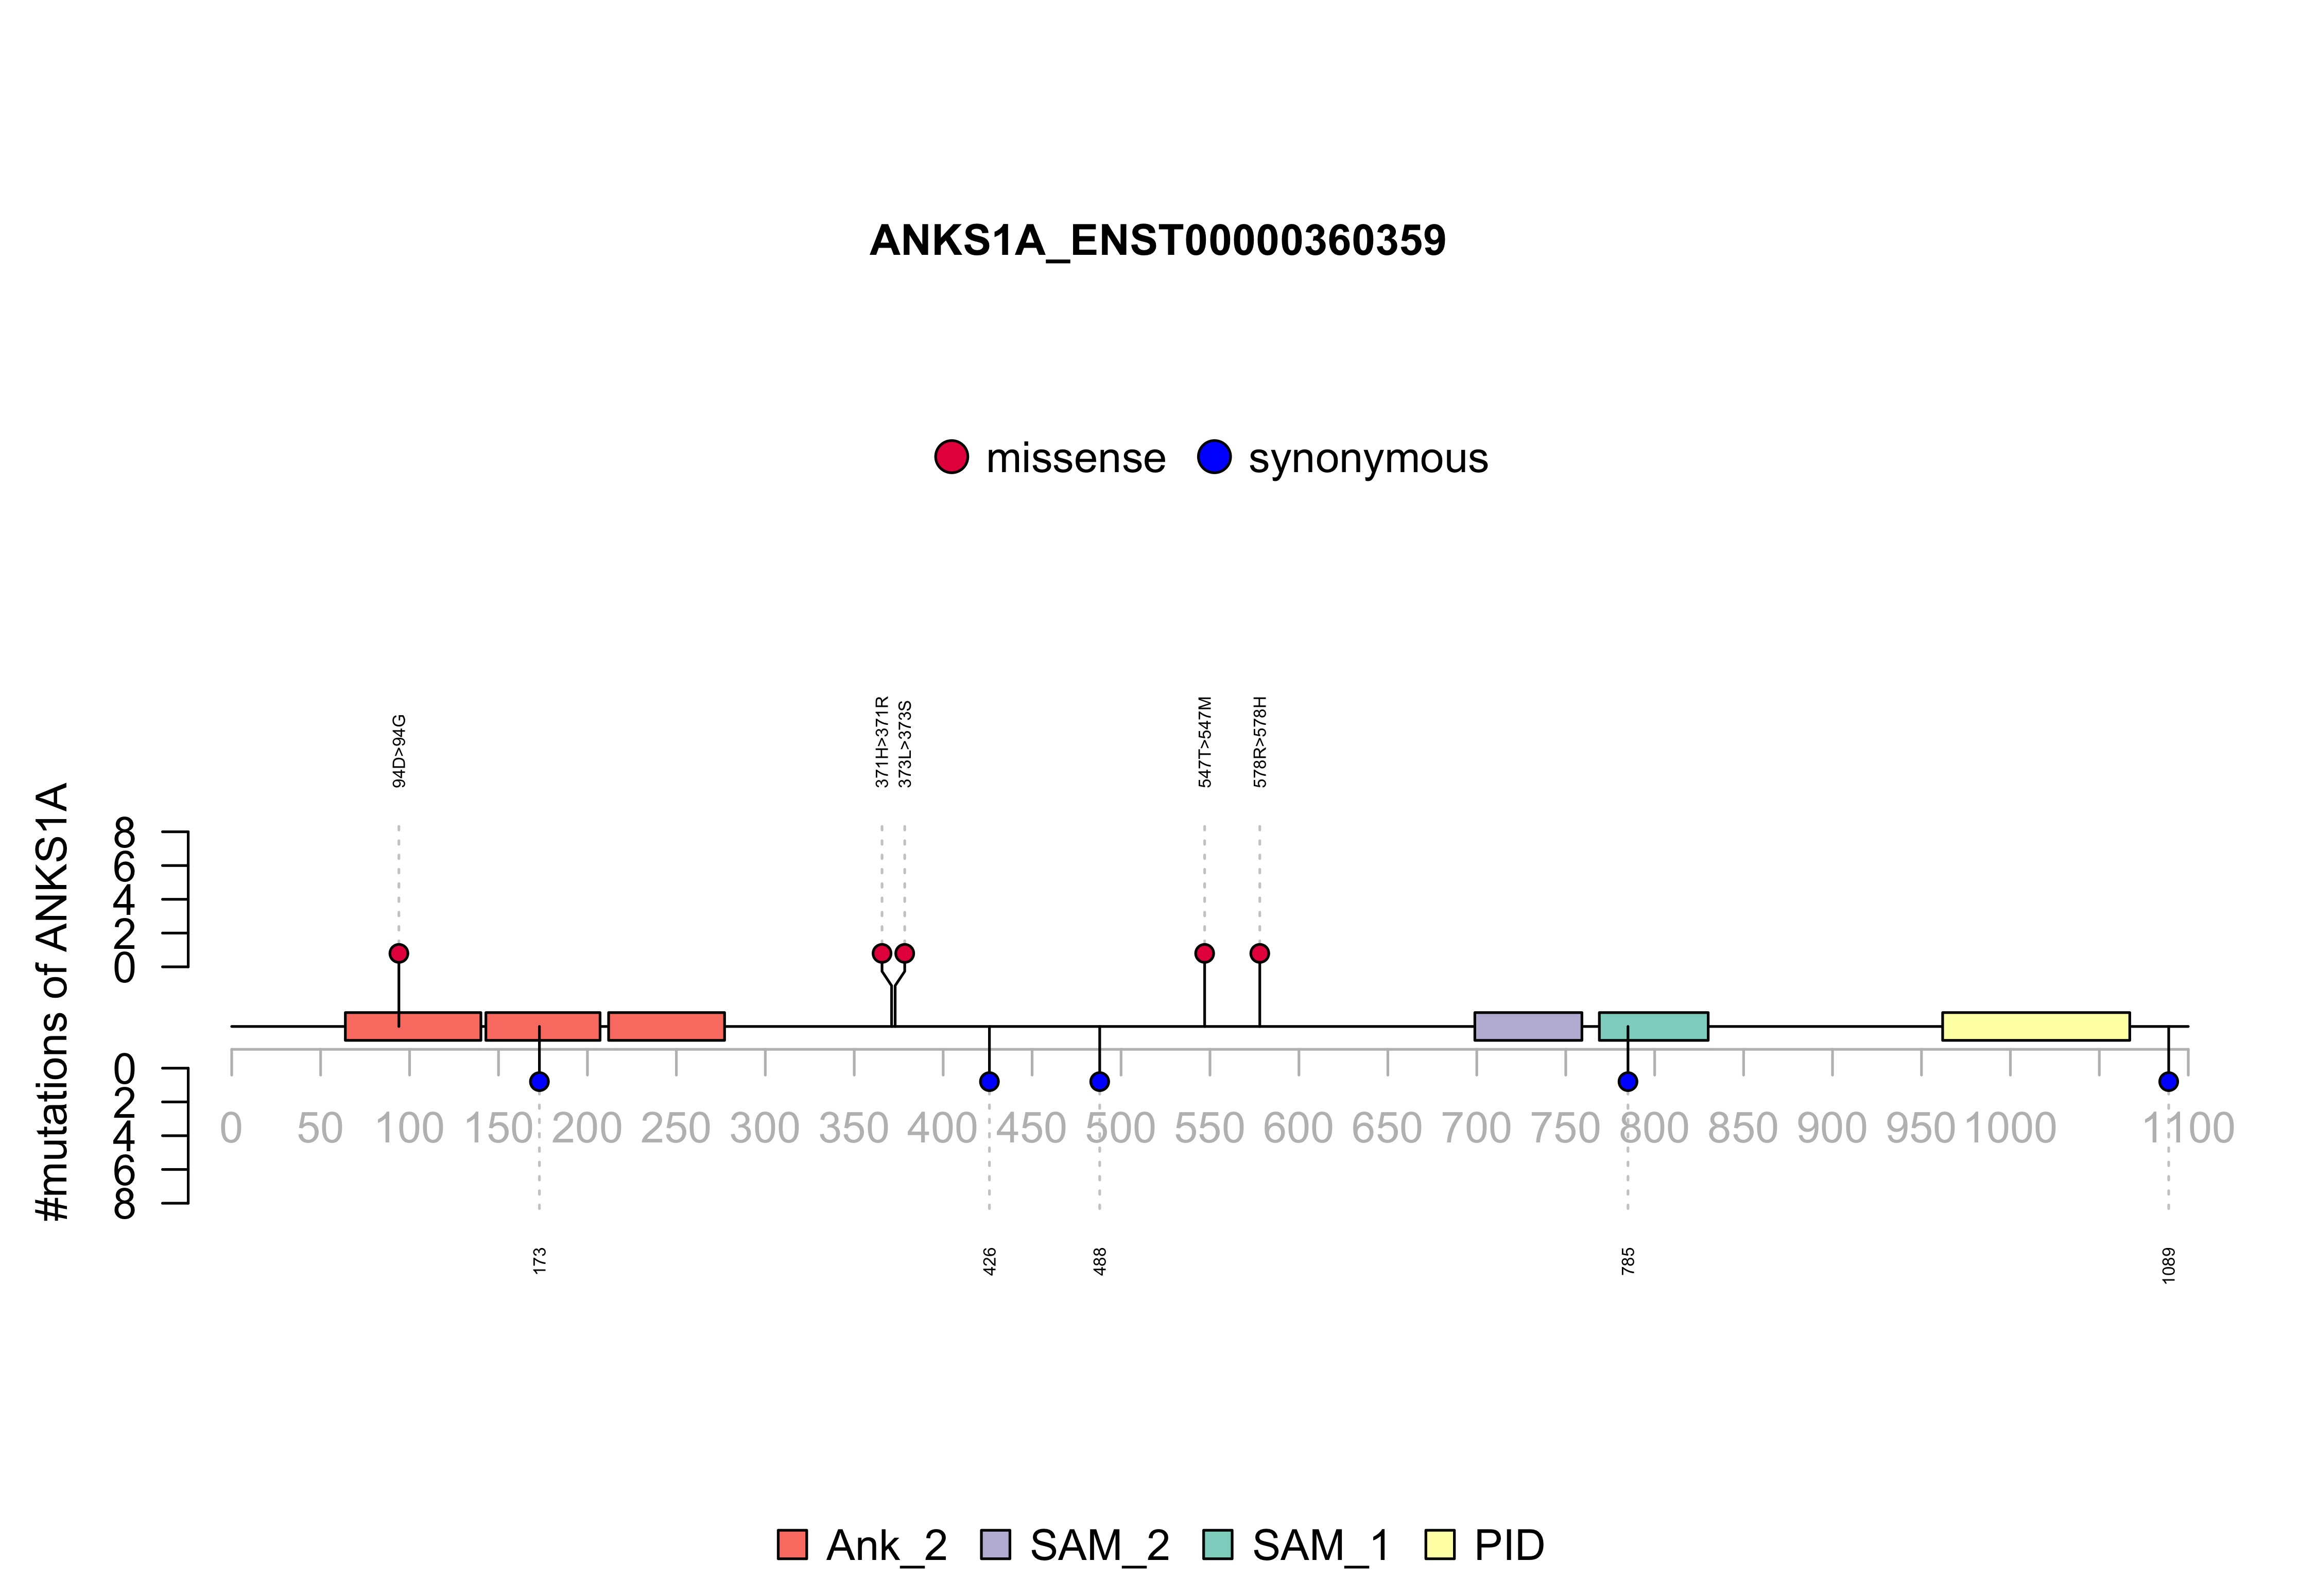 ANKS1A_ENST00000360359
missense synonymous
94D>94G 371H>371R 373L>373S 547T>547M 578R>578H
#mutations of ANKS1A
8
6
4
2
0
0
2
4
6
8
0 50 100 150 200 250 300 350 400 450 500 550 600 650 700 750 800 850 900 950 1000 1100
173 426 488 785 1089
Ank_2 SAM_2 SAM_1 PID